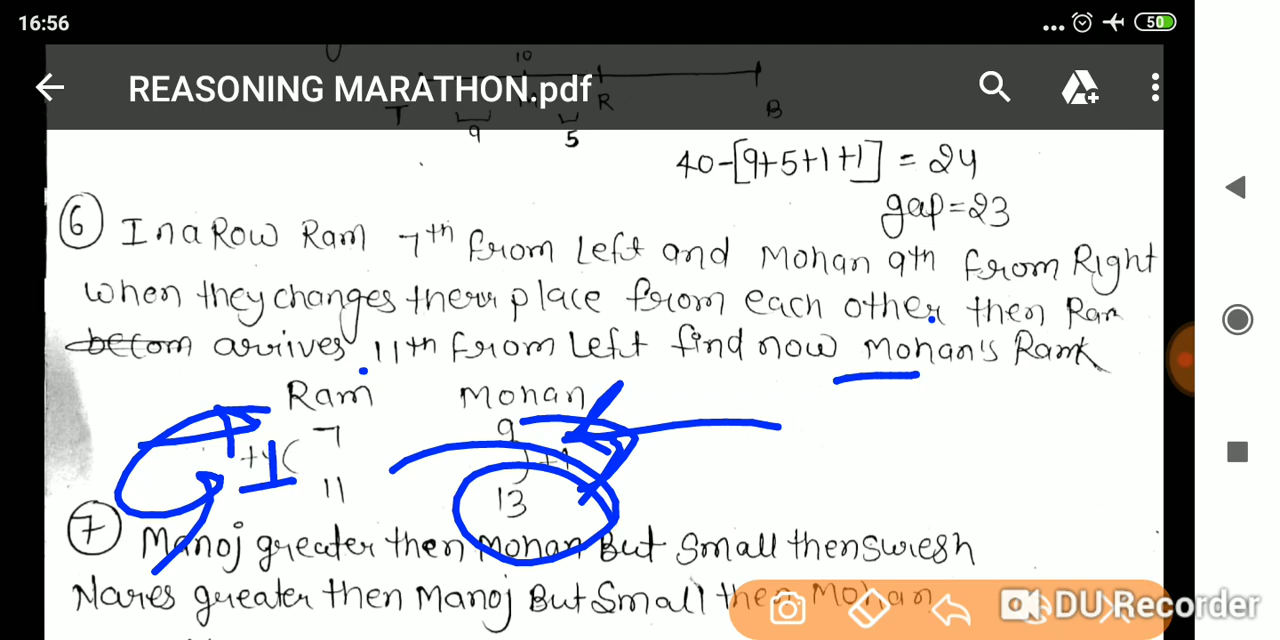 16:56
50
REASONING MARATHON.pdf
10
T
R
B
9
5
40-[9+5+1+1] = 24
gap=23
6 In a Row Ram 7th from Left and Mohan 9th from Right
when they changes their place from each other then Ram
becom arrives 11th from Left find now Mohan's Rank
Ram Mohan
7 9
+4 +4
11 13
7 Manoj greater then Mohan But Small then Suresh
Nares greater then Manoj But Small then Mohan
DU Recorder